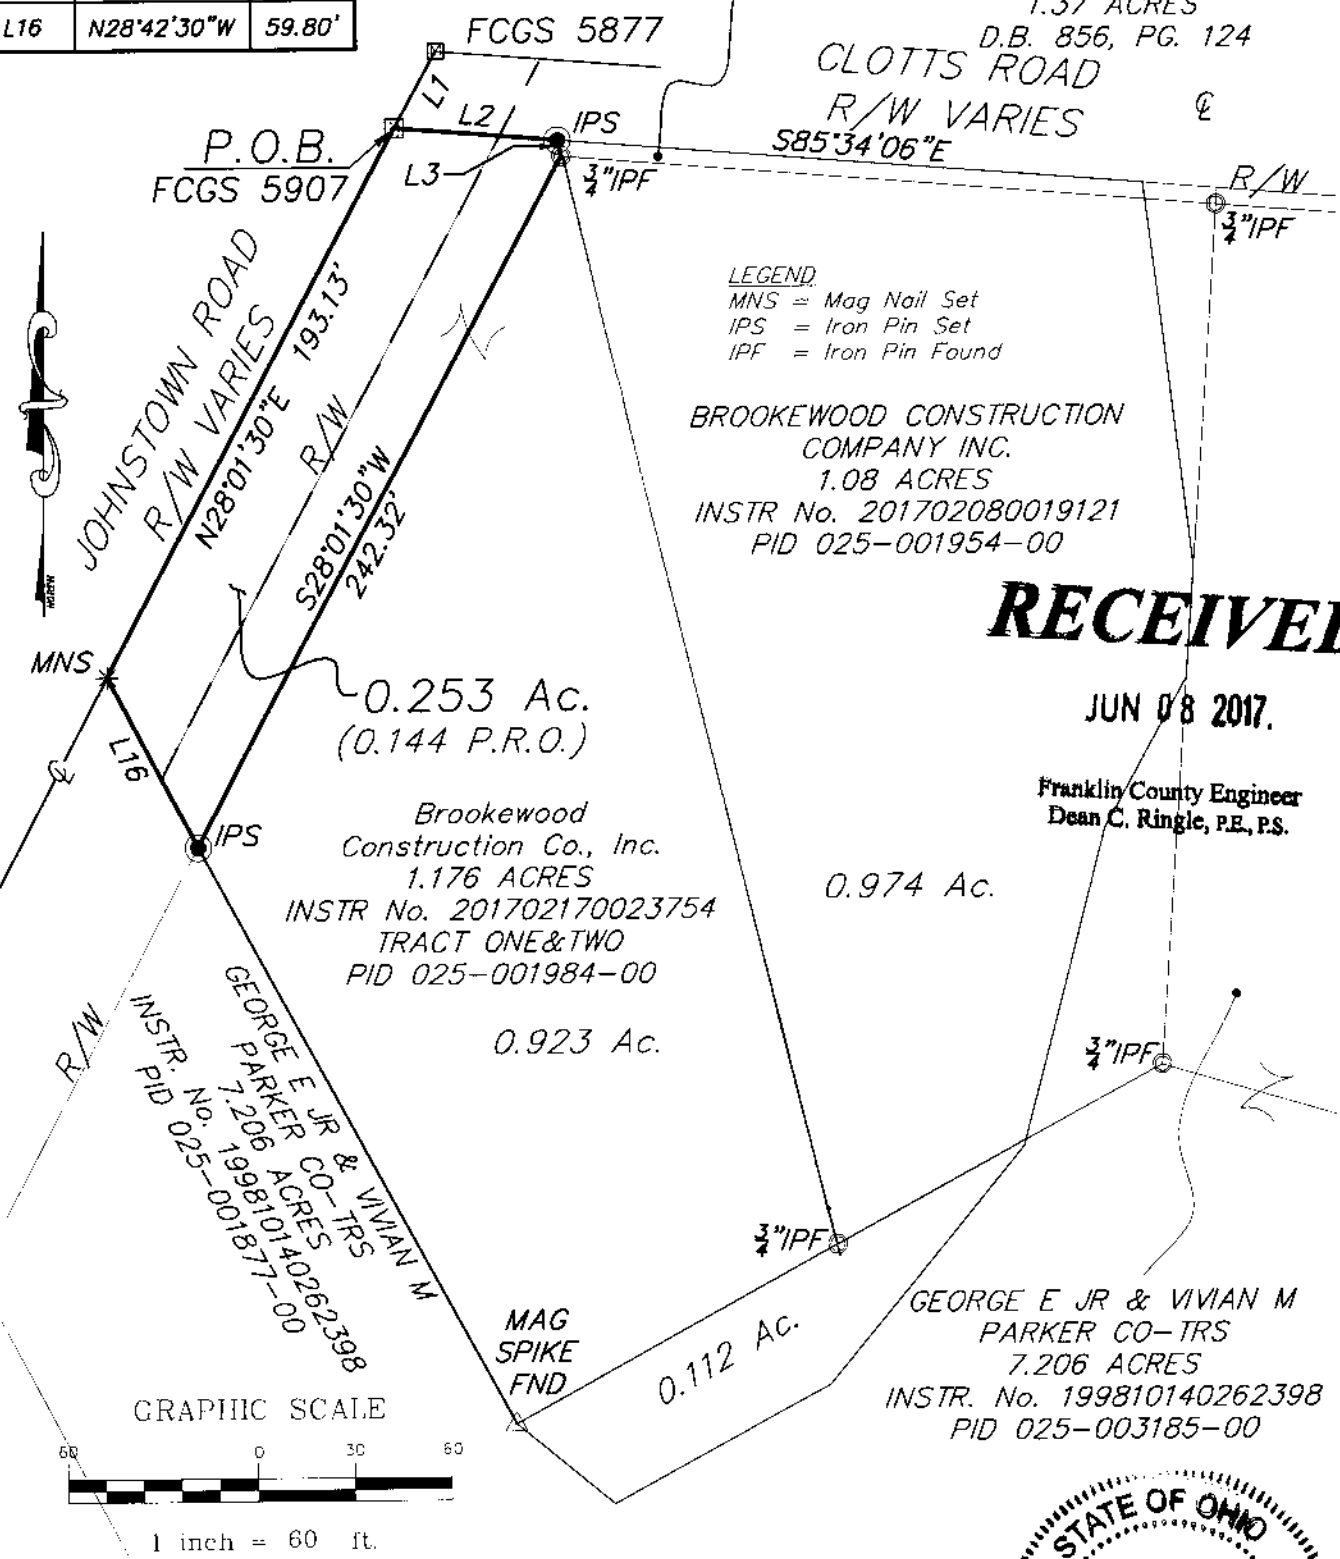 L16 N28°42'30"W 59.80'
FCGS 5877
1.37 ACRES
D.B. 856, PG. 124
CLOTTS ROAD
R/W VARIES
℄
S85°34'06"E
L1
L2
IPS
P.O.B.
FCGS 5907
L3
3/4"IPF
R/W
3/4"IPF
JOHNSTOWN ROAD
R/W VARIES
N28°01'30"E 193.13'
R/W
S28°01'30"W
242.32'
NORTH
LEGEND
MNS = Mag Nail Set
IPS = Iron Pin Set
IPF = Iron Pin Found
BROOKEWOOD CONSTRUCTION
COMPANY INC.
1.08 ACRES
INSTR No. 201702080019121
PID 025-001954-00
RECEIVED
JUN 08 2017.
Franklin County Engineer
Dean C. Ringle, P.E., P.S.
MNS
℄
L16
0.253 Ac.
(0.144 P.R.O.)
IPS
Brookewood
Construction Co., Inc.
1.176 ACRES
INSTR No. 201702170023754
TRACT ONE&TWO
PID 025-001984-00
0.974 Ac.
0.923 Ac.
R/W
GEORGE E JR & VIVIAN M
PARKER CO-TRS
7.206 ACRES
INSTR. No. 199810140262398
PID 025-001877-00
3/4"IPF
3/4"IPF
MAG
SPIKE
FND
0.112 Ac.
GEORGE E JR & VIVIAN M
PARKER CO-TRS
7.206 ACRES
INSTR. No. 199810140262398
PID 025-003185-00
GRAPHIC SCALE
60 0 30 60
1 inch = 60 ft.
STATE OF OHIO